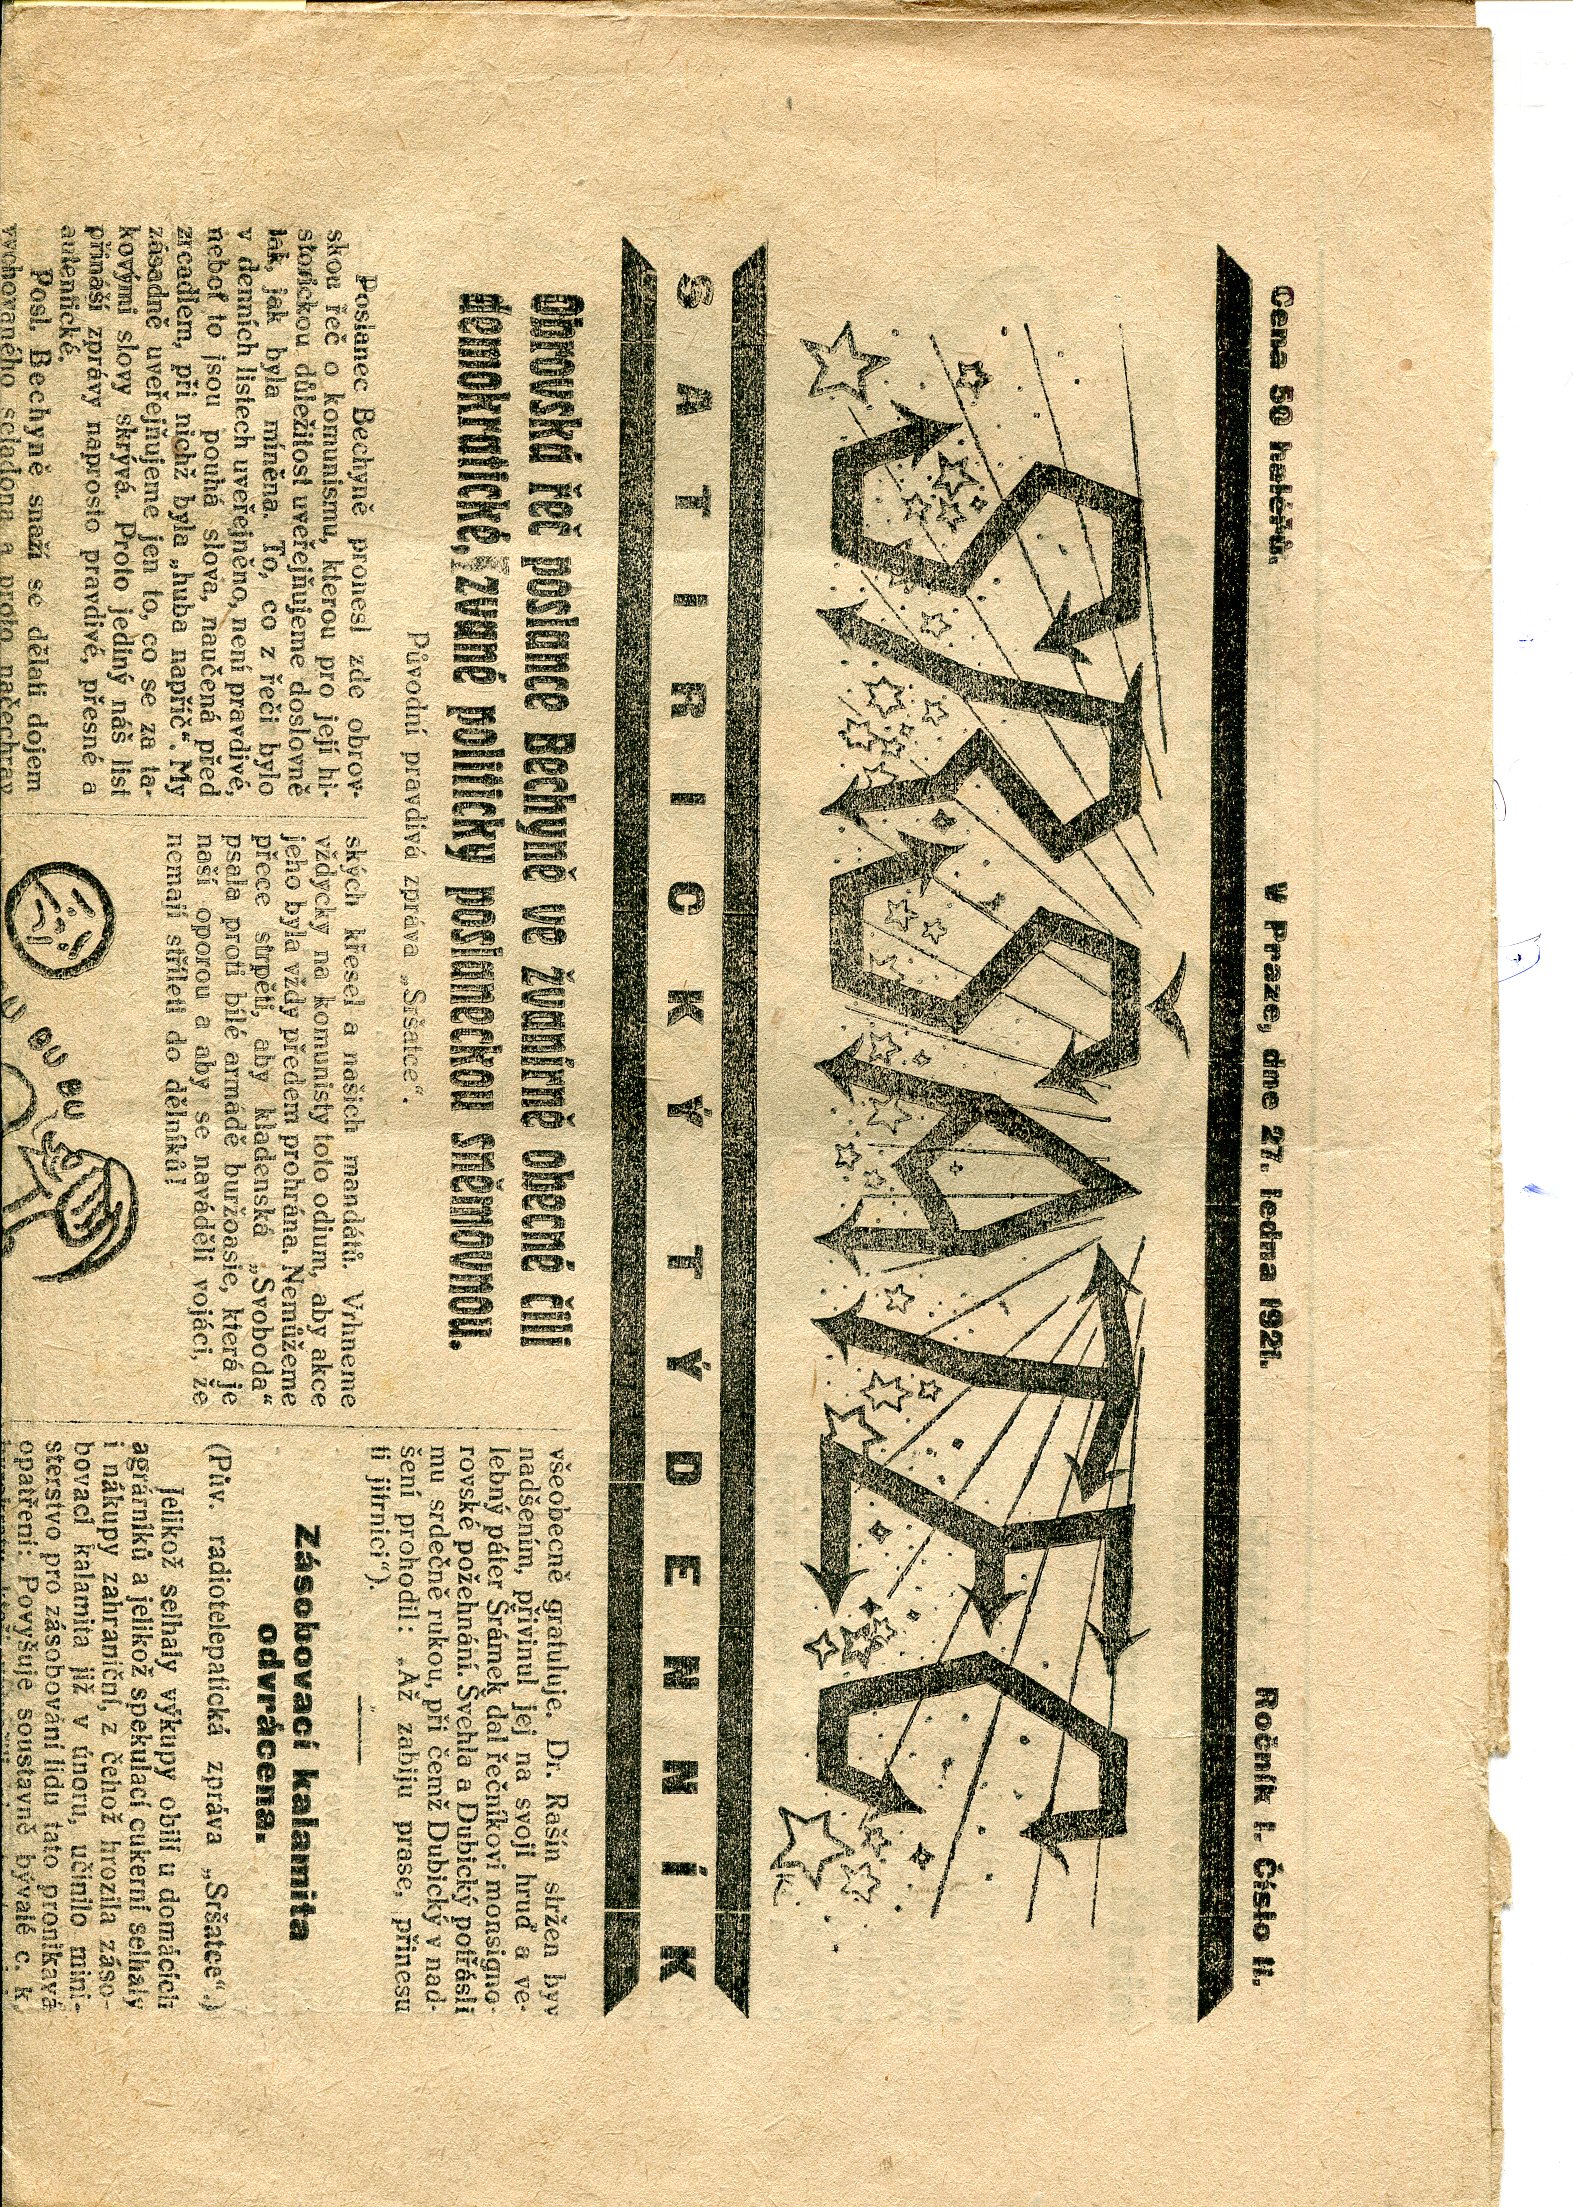 Cena 50 haléřů.
V Praze, dne 27. ledna 1921.
Ročník I. Číslo II.
SRŠATEC
SATIRICKÝ TÝDENNÍK
Obrovská řeč poslance Bechyně ve žvanírně obecné čili
demokratické, zvané politicky poslaneckou sněmovnou.
Původní pravdivá zpráva „Sršatce“.
Poslanec Bechyně pronesl zde obrov-
skou řeč o komunismu, kterou pro její hi-
storickou důležitost uveřejňujeme doslovně
tak, jak byla míněna. To, co z řeči bylo
v denních listech uveřejněno, není pravdivé,
neboť to jsou pouhá slova, naučená před
zrcadlem, při nichž byla „huba napříč“. My
zásadně uveřejňujeme jen to, co se za ta-
kovými slovy skrývá. Proto jediný náš list
přináší zprávy naprosto pravdivé, přesné a
autentické.
Posl. Bechyně snaží se dělati dojem
vychovaného seladona a proto načechrav
ských křesel a našich mandátů. Vrhneme
vždycky na komunisty toto odium, aby akce
jeho byla vždy předem prohrána. Nemůžeme
přece strpěti, aby kladenská „Svoboda“
psala proti bílé armádě buržoasie, která je
naší oporou a aby se naváděli vojáci, že
nemají stříleti do dělníků!
U BU BU
všeobecně gratuluje. Dr. Rašín stržen byv
nadšením, přivinul jej na svoji hruď a ve-
lebný páter Šrámek dal řečníkovi monsigno-
rovské požehnání. Švehla a Dubický potřásli
mu srdečně rukou, při čemž Dubický v nad-
šení prohodil: „Až zabiju prase, přinesu
ti jitrnici“).
Zásobovací kalamita
odvrácena.
(Pův. radiotelepatická zpráva „Sršatce“.)
Jelikož selhaly výkupy obilí u domácích
agrárníků a jelikož spekulací cukerní selhaly
i nákupy zahraniční, z čehož hrozila záso-
bovací kalamita již v únoru, učinilo mini-
sterstvo pro zásobování lidu tato pronikavá
opatření: Povyšuje soustavně bývalé c. k.